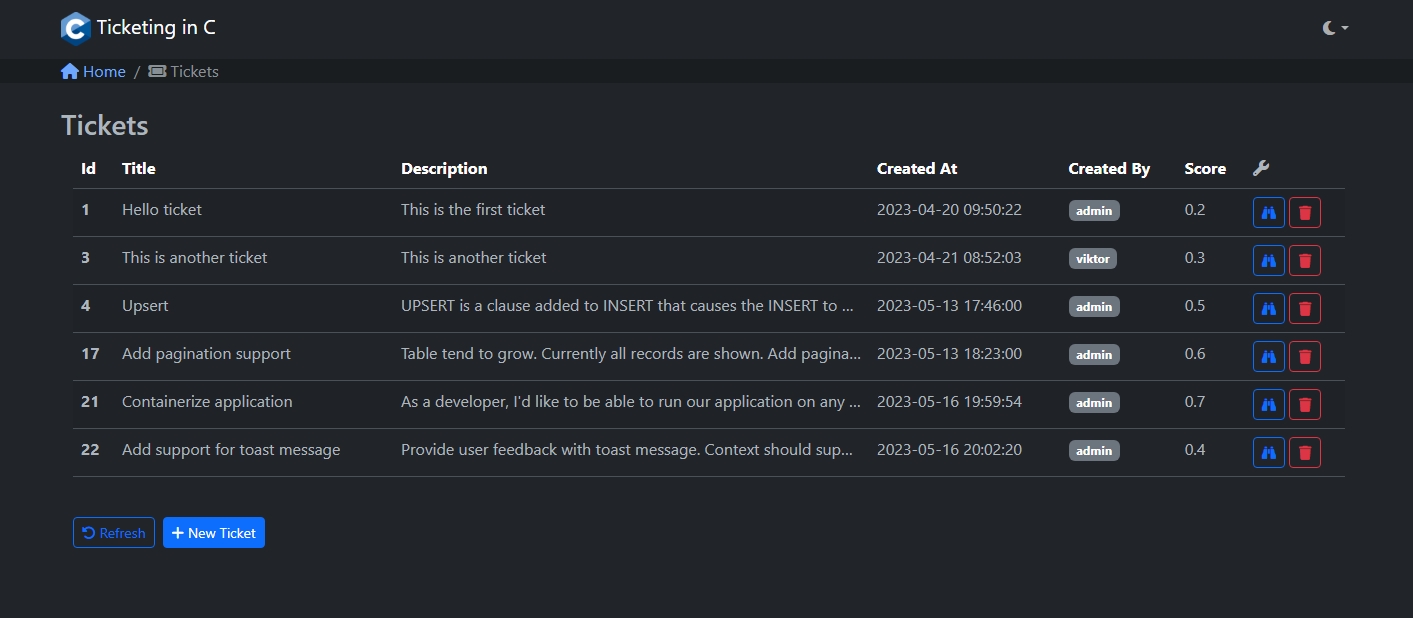 Ticketing in C
Home / Tickets
Tickets
Id Title Description Created At Created By Score
1 Hello ticket This is the first ticket 2023-04-20 09:50:22 admin 0.2
3 This is another ticket This is another ticket 2023-04-21 08:52:03 viktor 0.3
4 Upsert UPSERT is a clause added to INSERT that causes the INSERT to ... 2023-05-13 17:46:00 admin 0.5
17 Add pagination support Table tend to grow. Currently all records are shown. Add pagina... 2023-05-13 18:23:00 admin 0.6
21 Containerize application As a developer, I'd like to be able to run our application on any ... 2023-05-16 19:59:54 admin 0.7
22 Add support for toast message Provide user feedback with toast message. Context should sup... 2023-05-16 20:02:20 admin 0.4
Refresh + New Ticket